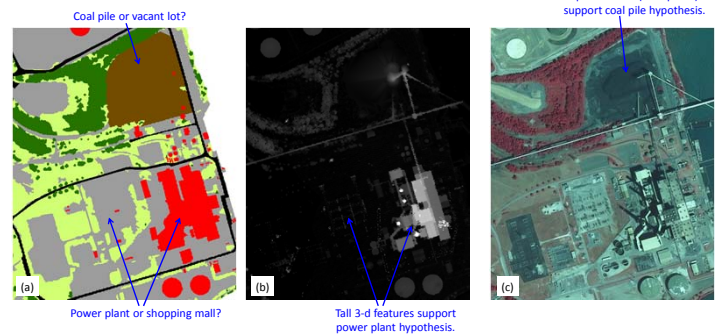 Coal pile or vacant lot?
support coal pile hypothesis.
(a)
(b)
(c)
Power plant or shopping mall?
Tall 3-d features support
power plant hypothesis.